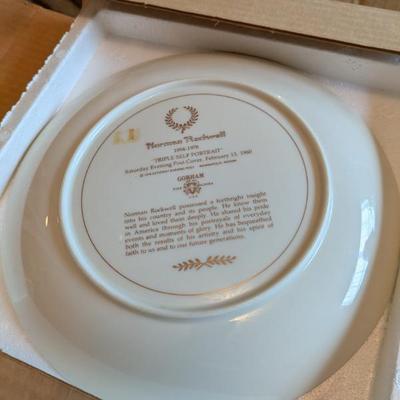 Norman Rockwell
1894-1978
"TRIPLE SELF PORTRAIT"
Saturday Evening Post Cover, February 13, 1960
GORHAM
FINE CHINA
U.S.A.
Norman Rockwell possessed a forthright insight
into his country and its people. He knew them
well and loved them deeply. He shared his pride
in America through his portrayals of everyday
events and moments of glory. He has bequeathed
both the results of his artistry and his spirit of
faith to us and to our future generations.